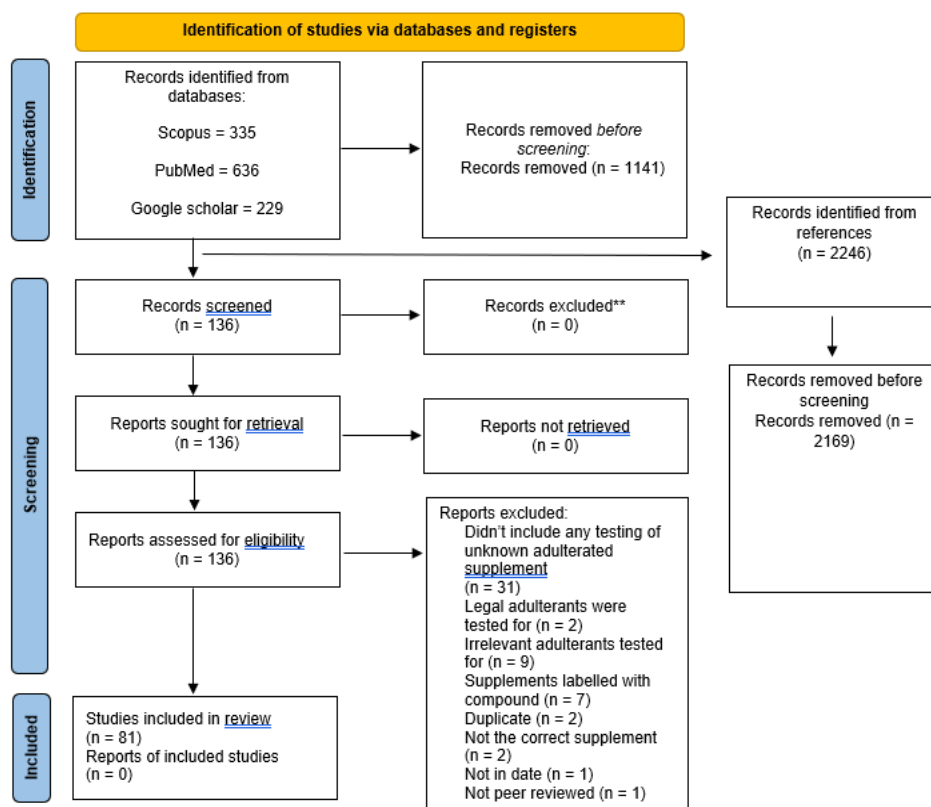 Identification of studies via databases and registers
Identification
Records identified from
databases:
Scopus = 335
PubMed = 636
Google scholar = 229
Records removed before
screening:
Records removed (n = 1141)
Records identified from
references
(n = 2246)
Screening
Records screened
(n = 136)
Records excluded**
(n = 0)
Records removed before
screening
Records removed (n =
2169)
Reports sought for retrieval
(n = 136)
Reports not retrieved
(n = 0)
Reports assessed for eligibility
(n = 136)
Reports excluded:
Didn't include any testing of
unknown adulterated
supplement
(n = 31)
Legal adulterants were
tested for (n = 2)
Irrelevant adulterants tested
for (n = 9)
Supplements labelled with
compound (n = 7)
Duplicate (n = 2)
Not the correct supplement
(n = 2)
Not in date (n = 1)
Not peer reviewed (n = 1)
Included
Studies included in review
(n = 81)
Reports of included studies
(n = 0)